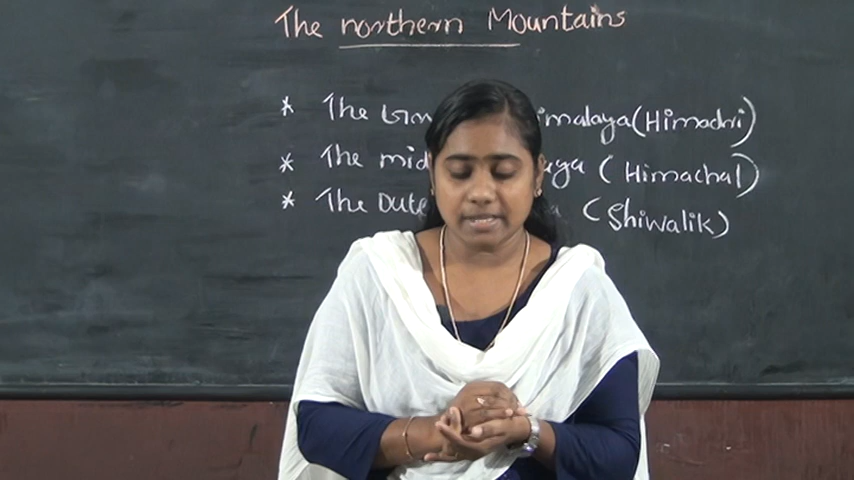 The northern Mountains
* The imalaya (Himadri)
* The mid aya (Himachal)
* The Oute (Shiwalik)